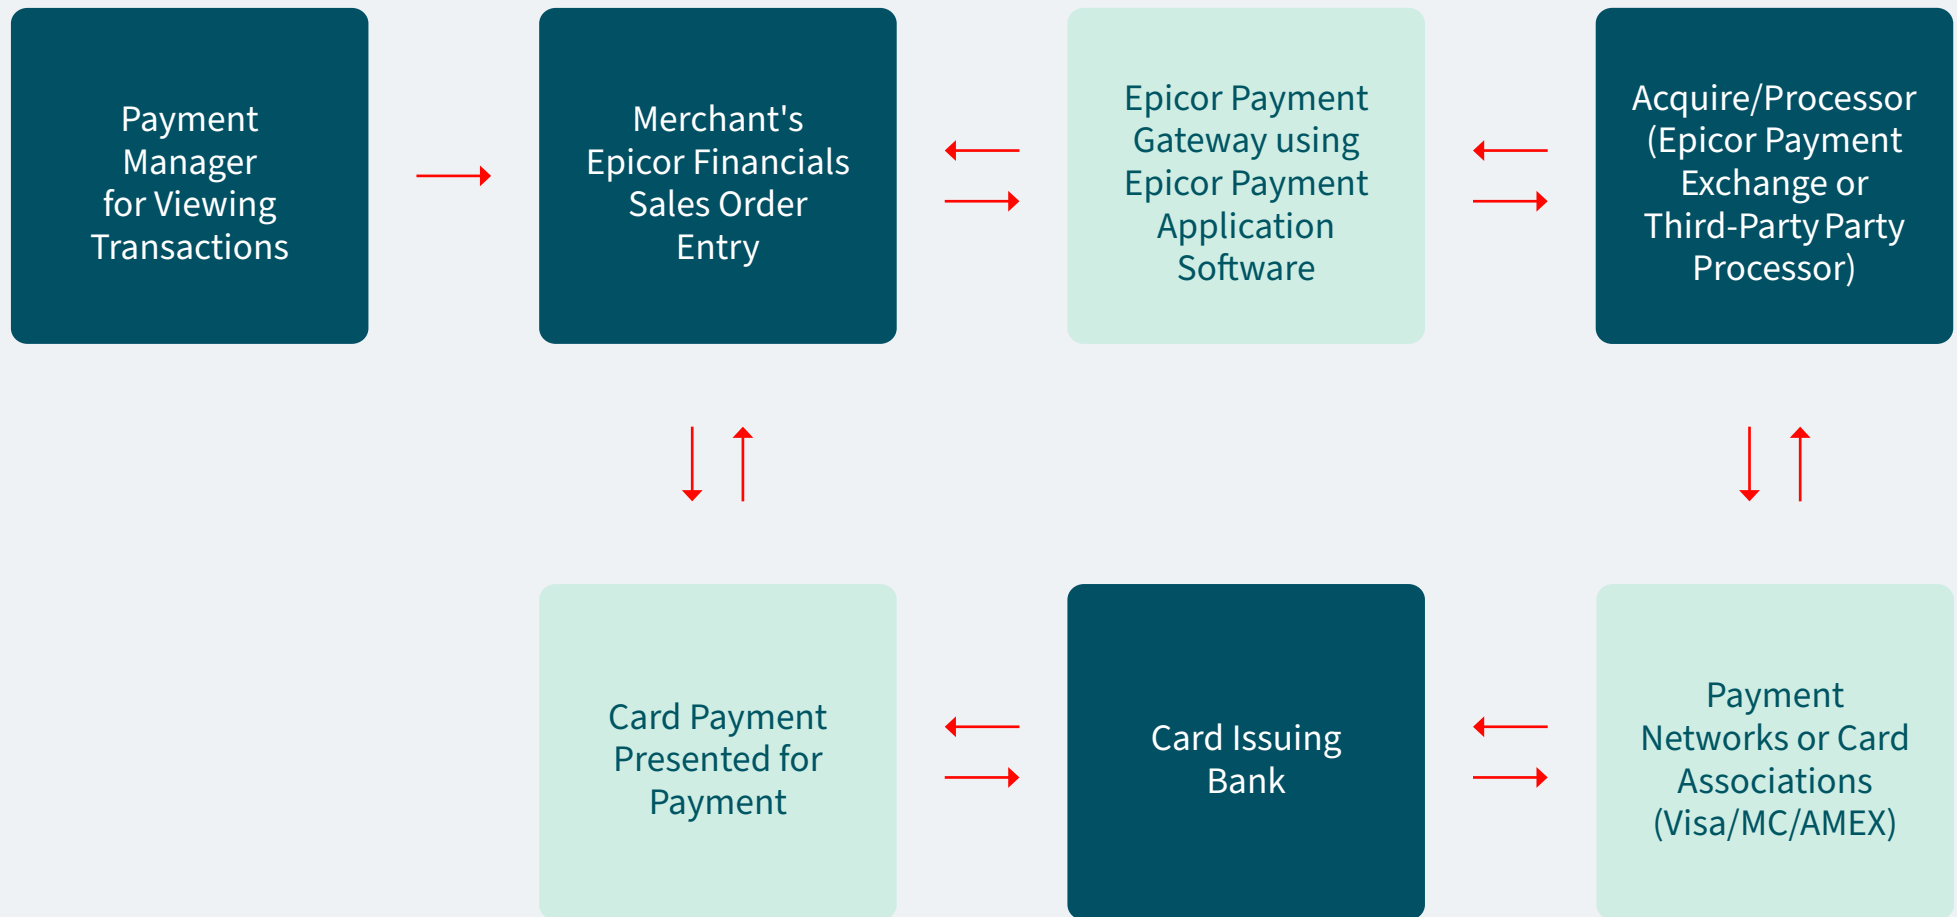 Payment
Manager
for Viewing
Transactions
Merchant's
Epicor Financials
Sales Order
Entry
Epicor Payment
Gateway using
Epicor Payment
Application
Software
Acquire/Processor
(Epicor Payment
Exchange or
Third-Party Party
Processor)
Card Payment
Presented for
Payment
Card Issuing
Bank
Payment
Networks or Card
Associations
(Visa/MC/AMEX)